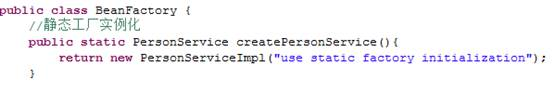 public class BeanFactory {
//静态工厂实例化
public static PersonService createPersonService(){
return new PersonServiceImpl("use static factory initialization");
}